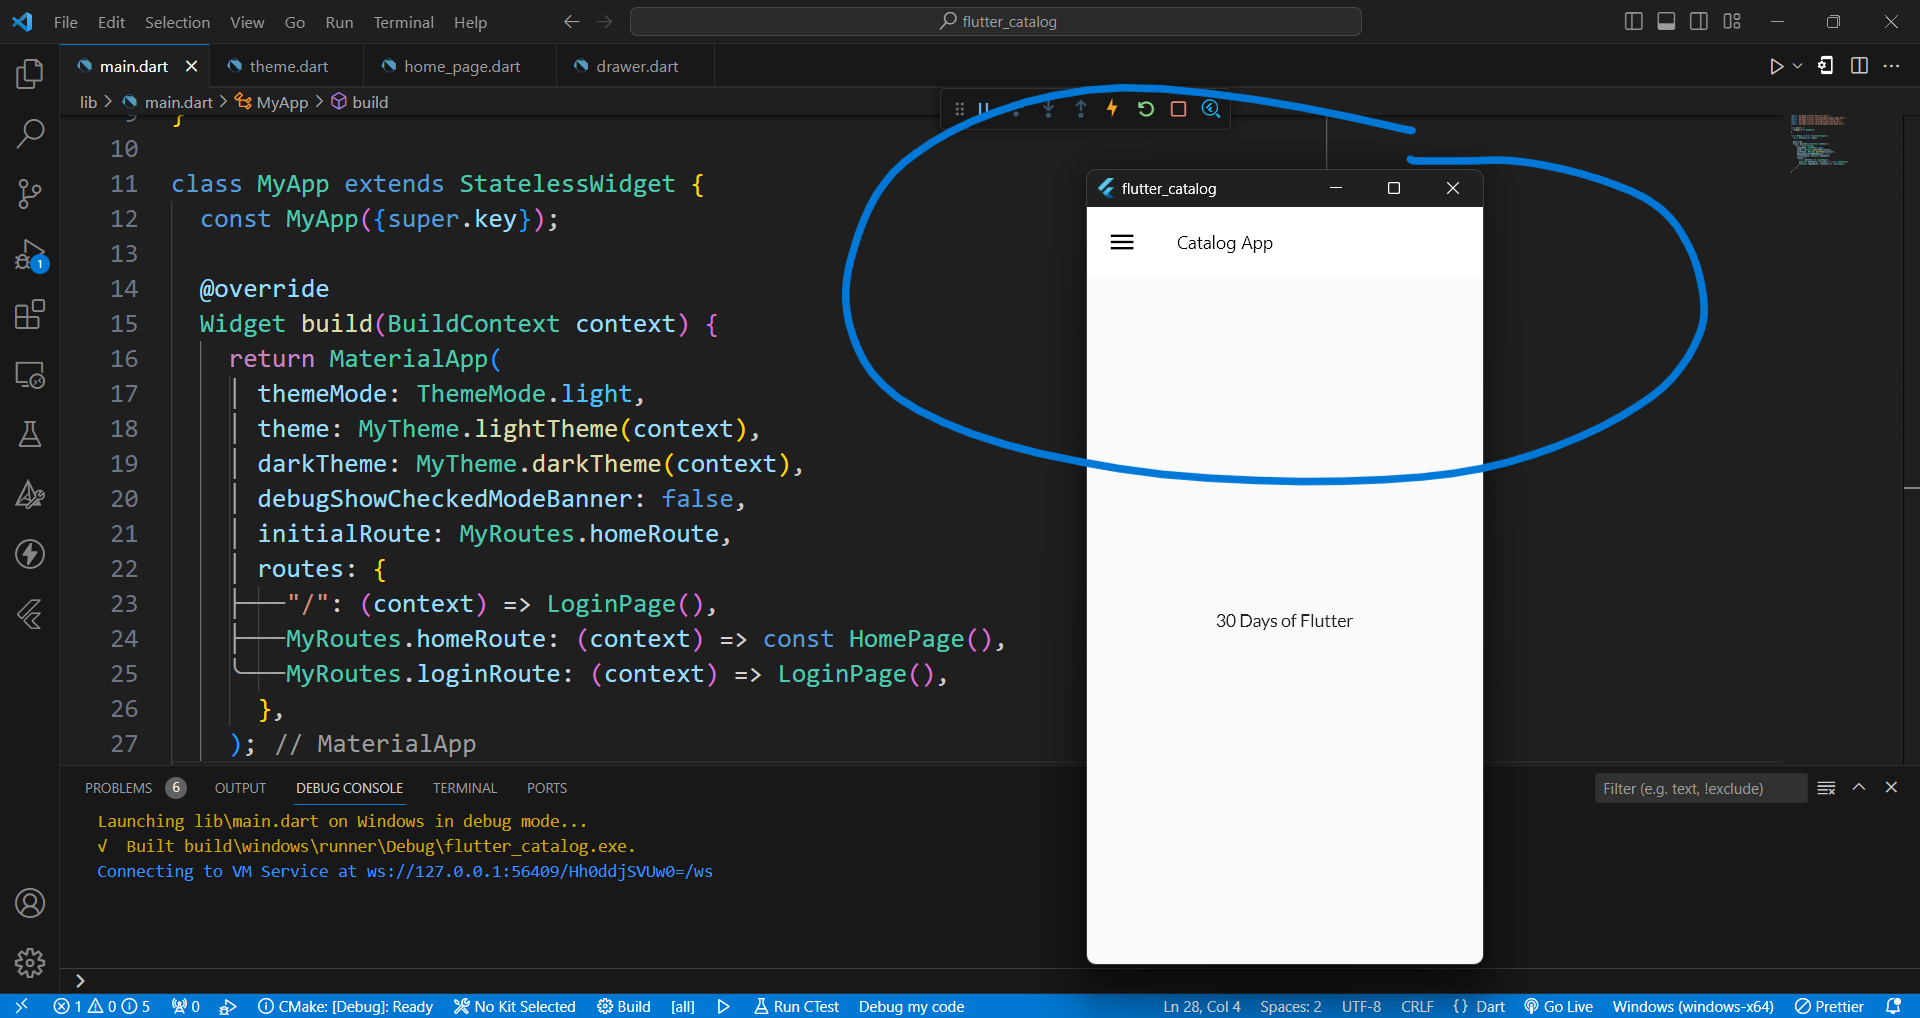 File Edit Selection View Go Run Terminal Help
flutter_catalog
main.dart theme.dart home_page.dart drawer.dart
lib > main.dart > MyApp > build
9 }
10
11 class MyApp extends StatelessWidget {
12 const MyApp({super.key});
13
14 @override
15 Widget build(BuildContext context) {
16 return MaterialApp(
17 themeMode: ThemeMode.light,
18 theme: MyTheme.lightTheme(context),
19 darkTheme: MyTheme.darkTheme(context),
20 debugShowCheckedModeBanner: false,
21 initialRoute: MyRoutes.homeRoute,
22 routes: {
23 "/": (context) => LoginPage(),
24 MyRoutes.homeRoute: (context) => const HomePage(),
25 MyRoutes.loginRoute: (context) => LoginPage(),
26 },
27 ); // MaterialApp
1
flutter_catalog
Catalog App
30 Days of Flutter
PROBLEMS 6 OUTPUT DEBUG CONSOLE TERMINAL PORTS
Filter (e.g. text, !exclude)
Launching lib\main.dart on Windows in debug mode...
√ Built build\windows\runner\Debug\flutter_catalog.exe.
Connecting to VM Service at ws://127.0.0.1:56409/Hh0ddjSVUw0=/ws
1 0 5 0 CMake: [Debug]: Ready No Kit Selected Build [all] Run CTest Debug my code Ln 28, Col 4 Spaces: 2 UTF-8 CRLF {} Dart Go Live Windows (windows-x64) Prettier